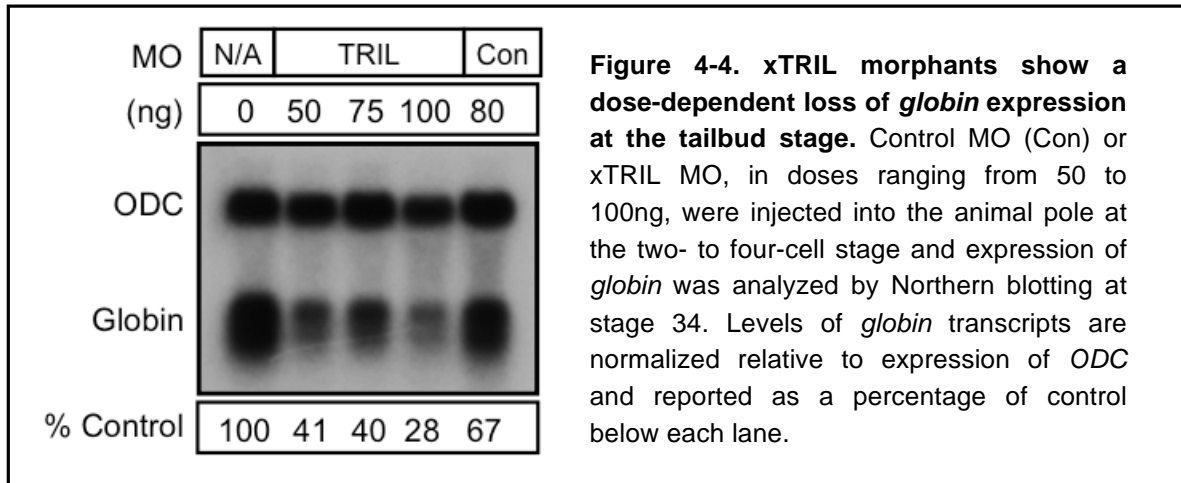 MO N/A TRIL Con
(ng) 0 50 75 100 80
ODC
Globin
% Control 100 41 40 28 67
Figure 4-4. xTRIL morphants show a
dose-dependent loss of globin expression
at the tailbud stage. Control MO (Con) or
xTRIL MO, in doses ranging from 50 to
100ng, were injected into the animal pole at
the two- to four-cell stage and expression of
globin was analyzed by Northern blotting at
stage 34. Levels of globin transcripts are
normalized relative to expression of ODC
and reported as a percentage of control
below each lane.